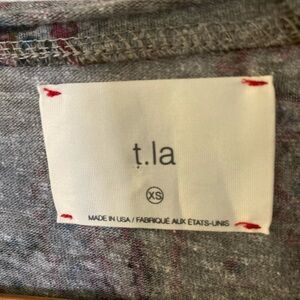 t.la
XS
MADE IN USA / FABRIQUÉ AUX ÉTATS-UNIS